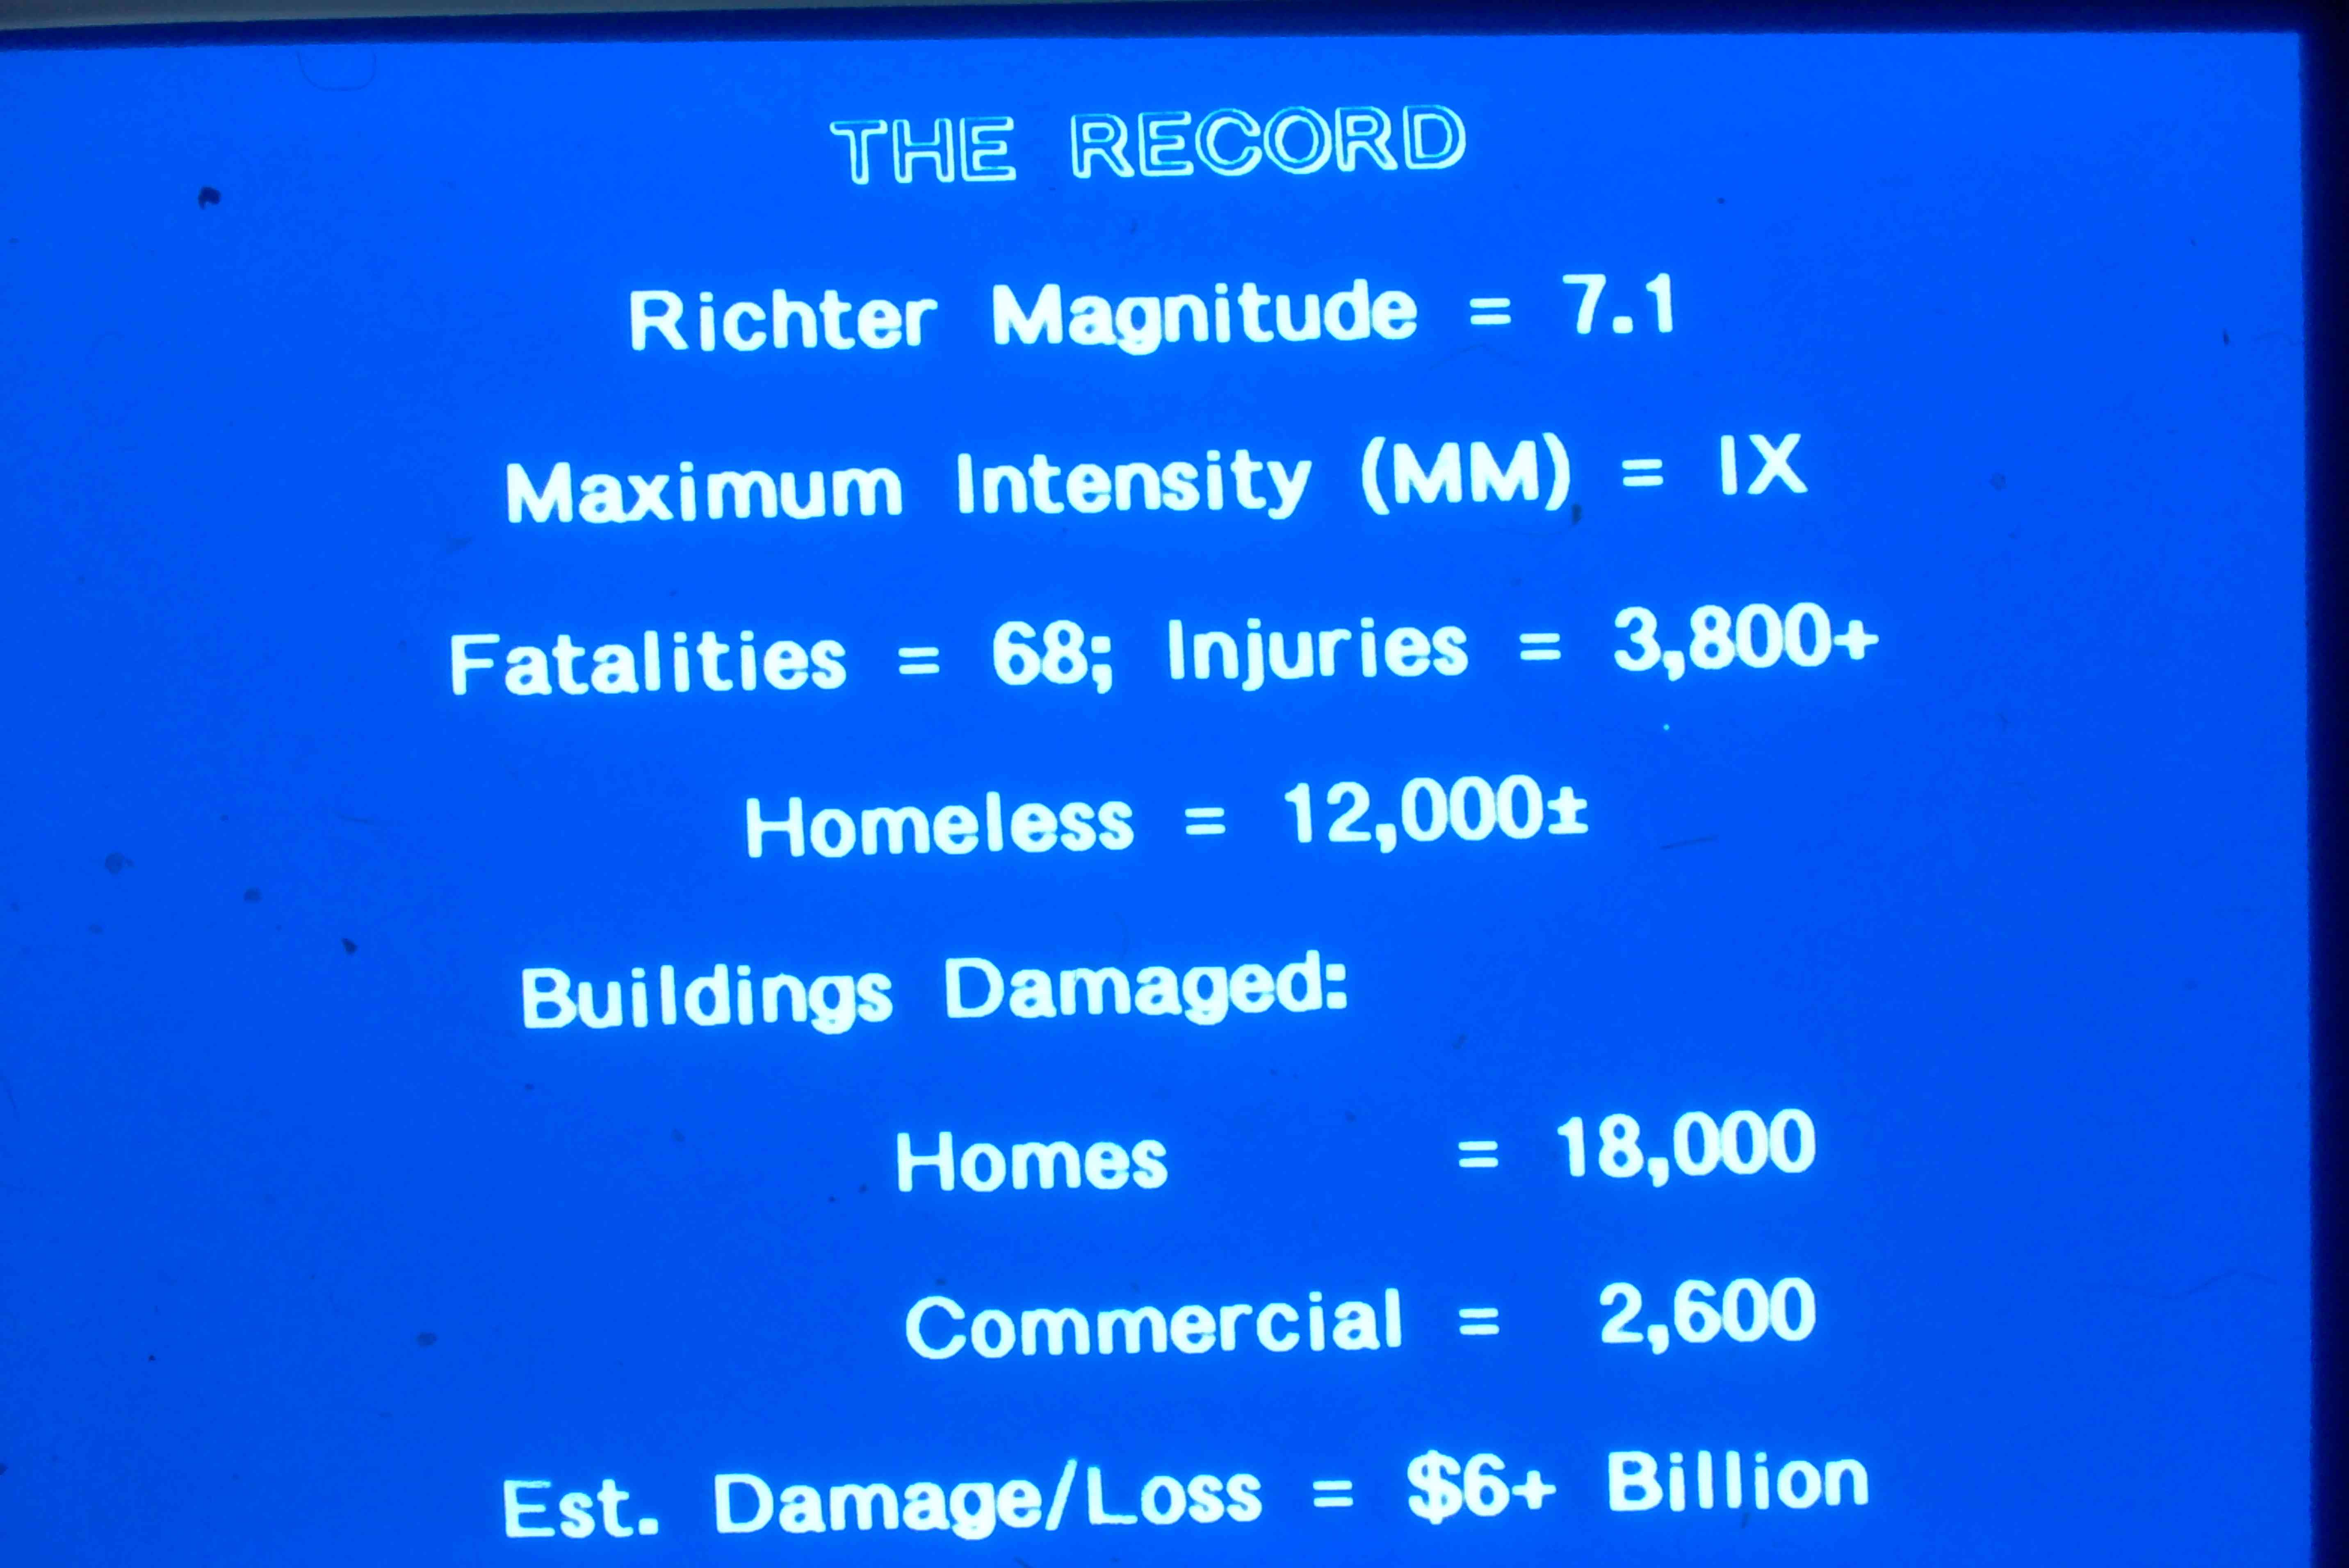 THE RECORD
Richter Magnitude = 7.1
Maximum Intensity (MM) = IX
Fatalities = 68; Injuries = 3,800+
Homeless = 12,000±
Buildings Damaged:
Homes = 18,000
Commercial = 2,600
Est. Damage/Loss = $6+ Billion